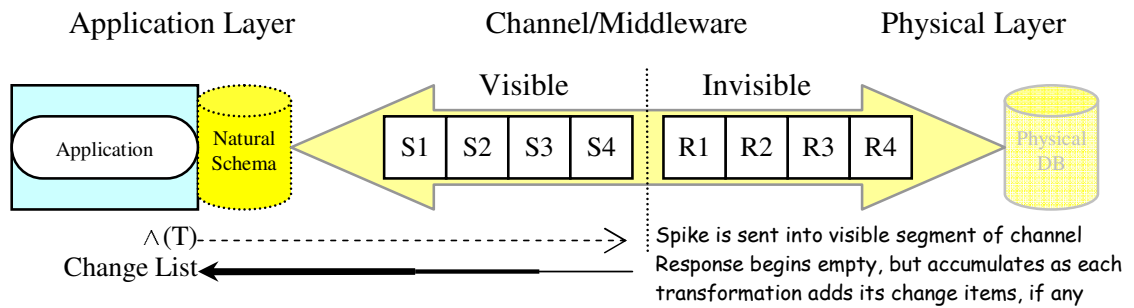 Application Layer
Channel/Middleware
Physical Layer
Visible
Invisible
Application
Natural
Schema
S1
S2
S3
S4
R1
R2
R3
R4
Physical
DB
∧(T)
Change List
Spike is sent into visible segment of channel
Response begins empty, but accumulates as each
transformation adds its change items, if any